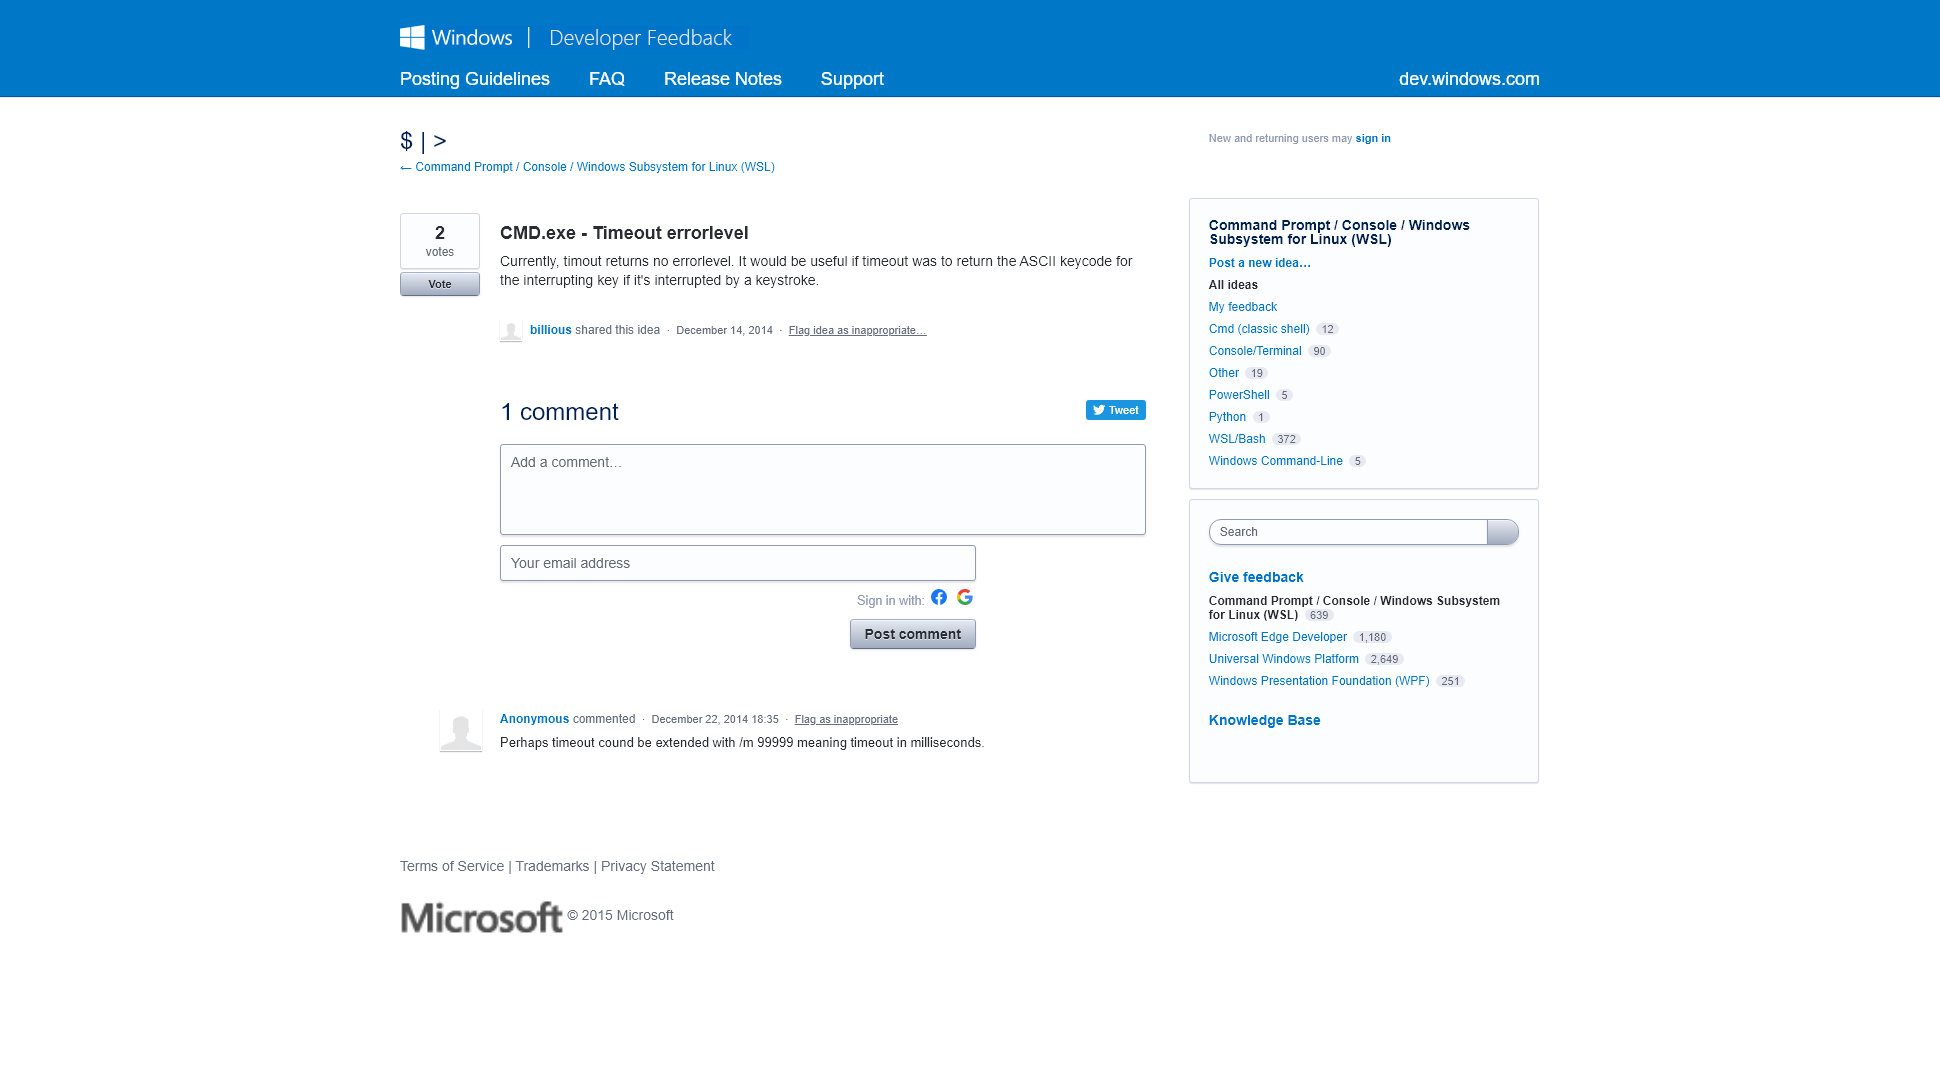 Windows | Developer Feedback
Posting Guidelines FAQ Release Notes Support dev.windows.com
$ | >
New and returning users may sign in
← Command Prompt / Console / Windows Subsystem for Linux (WSL)
2
votes
Vote
CMD.exe - Timeout errorlevel
Currently, timout returns no errorlevel. It would be useful if timeout was to return the ASCII keycode for
the interrupting key if it's interrupted by a keystroke.
billious shared this idea · December 14, 2014 · Flag idea as inappropriate…
1 comment
Tweet
Add a comment…
Your email address
Sign in with:
Post comment
Anonymous commented · December 22, 2014 18:35 · Flag as inappropriate
Perhaps timeout cound be extended with /m 99999 meaning timeout in milliseconds.
Command Prompt / Console / Windows
Subsystem for Linux (WSL)
Post a new idea…
All ideas
My feedback
Cmd (classic shell) 12
Console/Terminal 90
Other 19
PowerShell 5
Python 1
WSL/Bash 372
Windows Command-Line 5
Search
Give feedback
Command Prompt / Console / Windows Subsystem
for Linux (WSL) 639
Microsoft Edge Developer 1,180
Universal Windows Platform 2,649
Windows Presentation Foundation (WPF) 251
Knowledge Base
Terms of Service | Trademarks | Privacy Statement
Microsoft © 2015 Microsoft